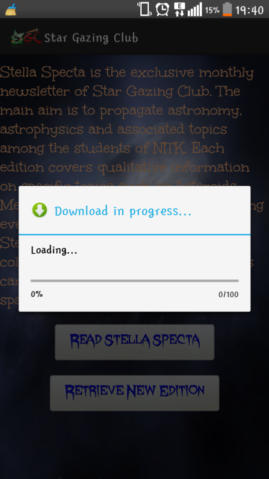 15% 19:40
Star Gazing Club
Stella Specta is the exclusive monthly
newsletter of Star Gazing Club. The
main aim is to propagate astronomy,
astrophysics and associated topics
among the students of NITK. Each
edition covers information
on
Download in progress...
Loading...
0% 0/100
Read Stella Specta
Retrieve New Edition